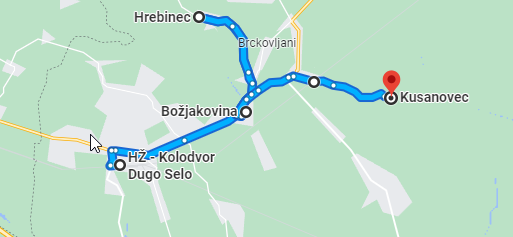 Hrebinec
Brckovljani
Kusanovec
Božjakovina
HŽ - Kolodvor
Dugo Selo